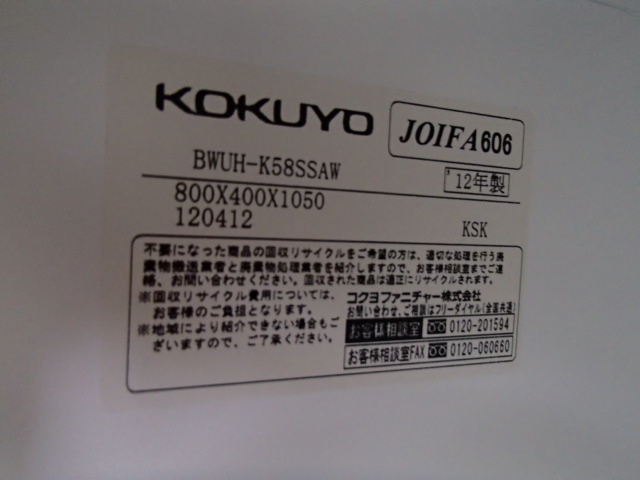 KOKUYO
JOIFA606
BWUH-K58SSAW
'12年製
800X400X1050
120412
KSK
不要になった商品の回収リサイクルをご希望の方は、適切な処理を行う廃
棄物搬送業者と廃棄物処理業者を紹介しますので、お客様相談室までご連
絡、お問い合わせください。回収された商品は適正にリサイクルされます。
※回収リサイクル費用については、
お客様のご負担となります。
※地域により紹介できない場合もご
ざいますので、ご了承ください。
コクヨファニチャー株式会社
お問い合わせ、ご相談はフリーダイヤル(全国共通)
お客様相談室 0120-201594
お客様相談室FAX 0120-060660